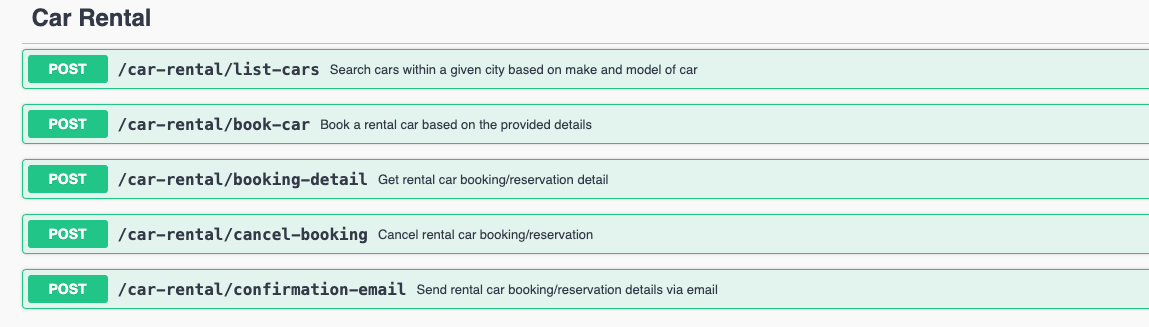 Car Rental
POST /car-rental/list-cars Search cars within a given city based on make and model of car
POST /car-rental/book-car Book a rental car based on the provided details
POST /car-rental/booking-detail Get rental car booking/reservation detail
POST /car-rental/cancel-booking Cancel rental car booking/reservation
POST /car-rental/confirmation-email Send rental car booking/reservation details via email